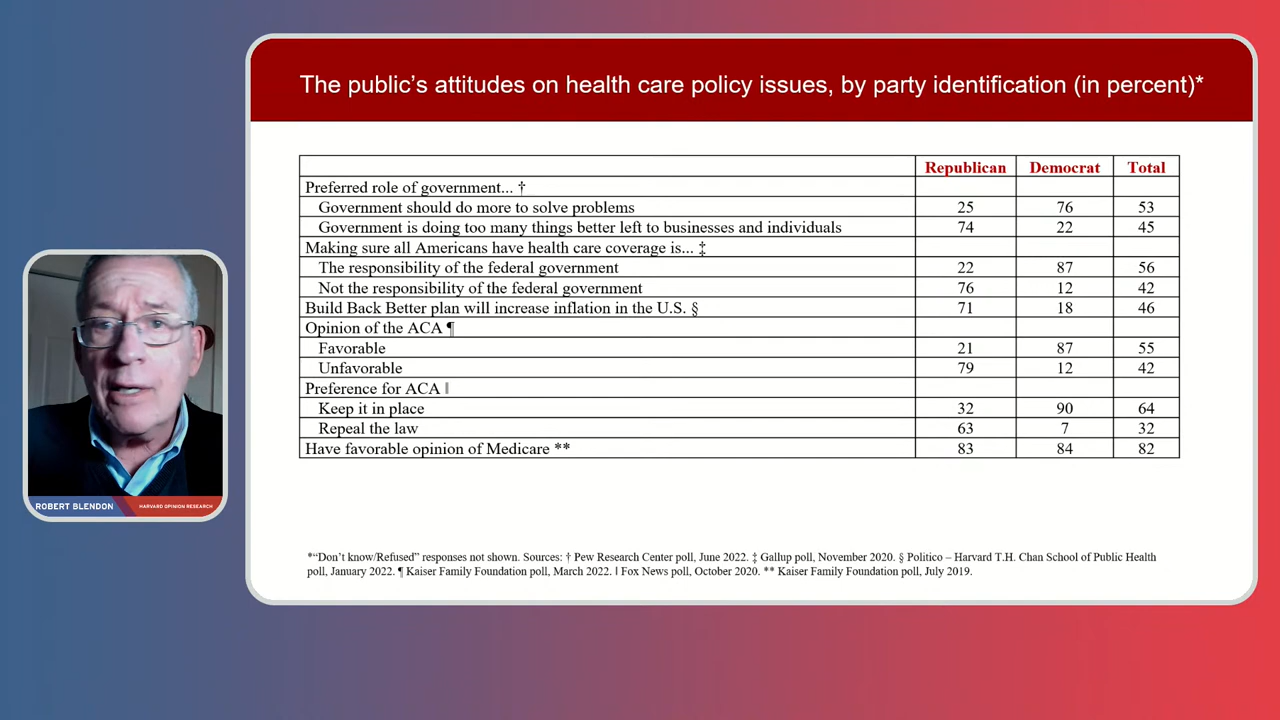 The public's attitudes on health care policy issues, by party identification (in percent)*
Republican Democrat Total
Preferred role of government... †
Government should do more to solve problems 25 76 53
Government is doing too many things better left to businesses and individuals 74 22 45
Making sure all Americans have health care coverage is... ‡
The responsibility of the federal government 22 87 56
Not the responsibility of the federal government 76 12 42
Build Back Better plan will increase inflation in the U.S. § 71 18 46
Opinion of the ACA ¶
Favorable 21 87 55
Unfavorable 79 12 42
Preference for ACA ‖
Keep it in place 32 90 64
Repeal the law 63 7 32
Have favorable opinion of Medicare ** 83 84 82
*“Don't know/Refused” responses not shown. Sources: † Pew Research Center poll, June 2022. ‡ Gallup poll, November 2020. § Politico – Harvard T.H. Chan School of Public Health
poll, January 2022. ¶ Kaiser Family Foundation poll, March 2022. ‖ Fox News poll, October 2020. ** Kaiser Family Foundation poll, July 2019.
ROBERT BLENDON HARVARD OPINION RESEARCH